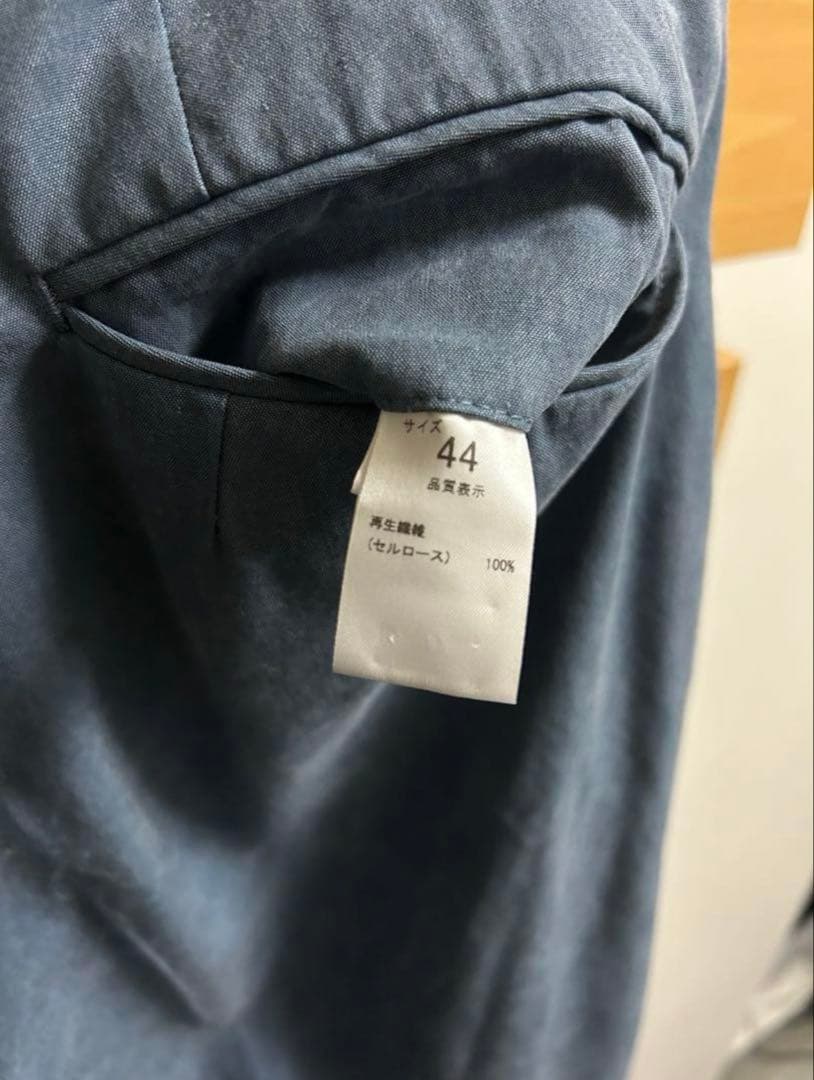 サイズ
44
品質表示
再生繊維
(セルロース) 100%